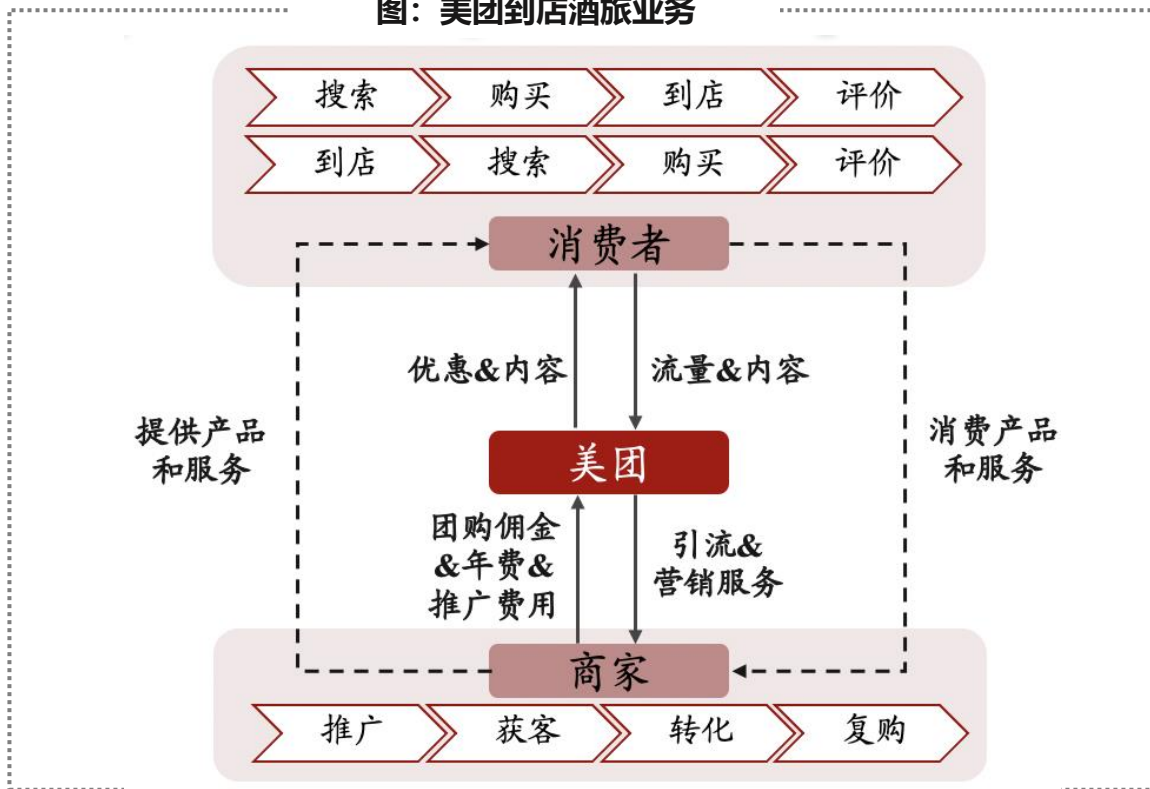 图：美团到店酒旅业务
搜索 购买 到店 评价
到店 搜索 购买 评价
消费者
优惠&内容
流量&内容
提供产品
和服务
消费产品
和服务
美团
团购佣金
&年费&
推广费用
引流&
营销服务
商家
推广 获客 转化 复购